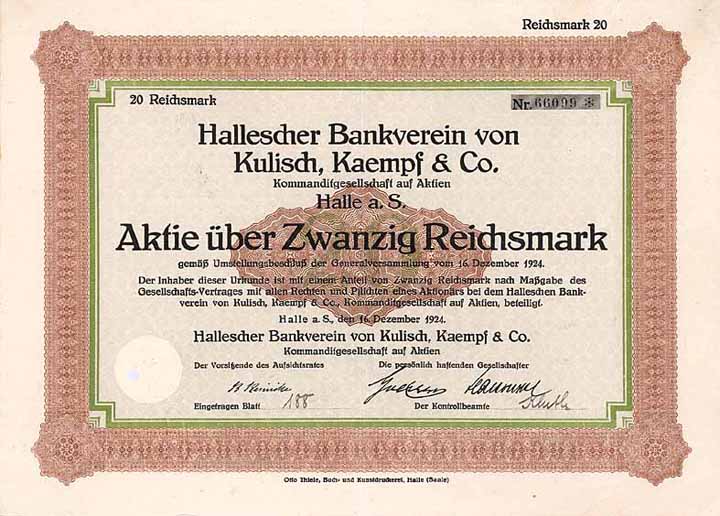 Reichsmark 20
20 Reichsmark
Nr. 66099 *
Hallescher Bankverein von
Kulisch, Kaempf & Co.
Kommanditgesellschaft auf Aktien
Halle a. S.
Aktie über Zwanzig Reichsmark
gemäß Umstellungsbeschluß der Generalversammlung vom 16. Dezember 1924.
Der Inhaber dieser Urkunde ist mit einem Anteil von Zwanzig Reichsmark nach Maßgabe des
Gesellschafts-Vertrages mit allen Rechten und Pflichten eines Aktionärs bei dem Halleschen Bank-
verein von Kulisch, Kaempf & Co., Kommanditgesellschaft auf Aktien, beteiligt.
Halle a. S., den 16. Dezember 1924.
Hallescher Bankverein von Kulisch, Kaempf & Co.
Kommanditgesellschaft auf Aktien
Der Vorsitzende des Aufsichtsrates Die persönlich haftenden Gesellschafter
Eingetragen Blatt 188 Der Kontrollbeamte
Otto Thiele, Buch- und Kunstdruckerei, Halle (Saale)